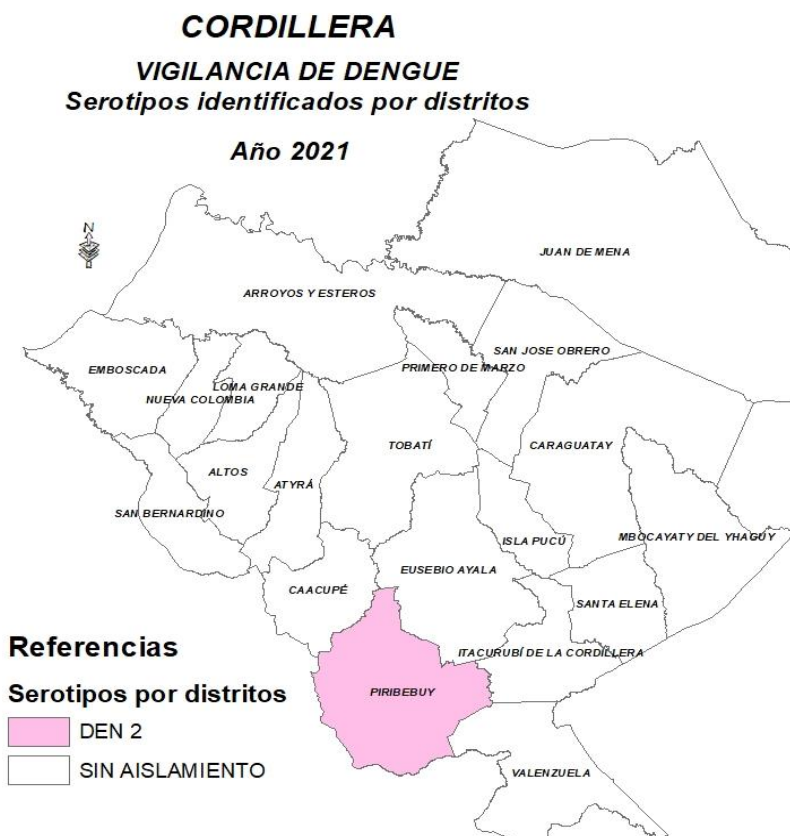 CORDILLERA
VIGILANCIA DE DENGUE
Serotipos identificados por distritos
Año 2021
N
JUAN DE MENA
ARROYOS Y ESTEROS
SAN JOSE OBRERO
EMBOSCADA
PRIMERO DE MARZO
LOMA GRANDE
NUEVA COLOMBIA
TOBATÍ
CARAGUATAY
ALTOS
ATYRÁ
SAN BERNARDINO
ISLA PUCÚ
MBOCAYATY DEL YHAGUY
EUSEBIO AYALA
CAACUPÉ
SANTA ELENA
Referencias
ITACURUBÍ DE LA CORDILLERA
Serotipos por distritos
PIRIBEBUY
DEN 2
SIN AISLAMIENTO
VALENZUELA